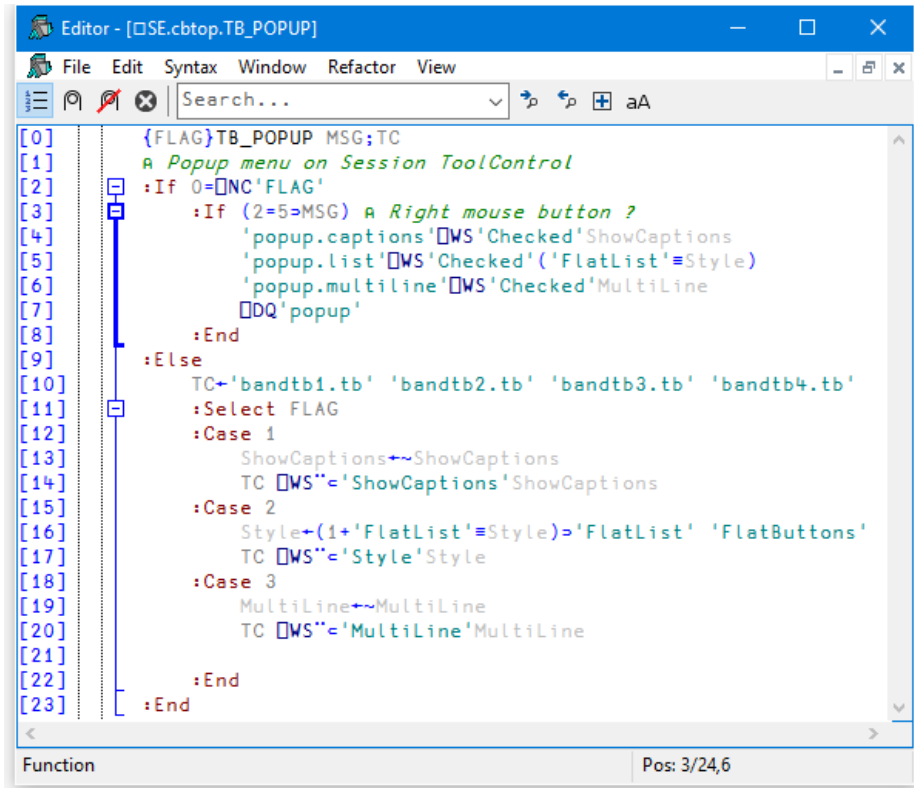 Editor - [⎕SE.cbtop.TB_POPUP]
File Edit Syntax Window Refactor View
Search... aA
[0] {FLAG}TB_POPUP MSG;TC
[1] ⍝ Popup menu on Session ToolControl
[2] :If 0=⎕NC'FLAG'
[3] :If (2=5⊃MSG) ⍝ Right mouse button ?
[4] 'popup.captions'⎕WS'Checked'ShowCaptions
[5] 'popup.list'⎕WS'Checked'('FlatList'≡Style)
[6] 'popup.multiline'⎕WS'Checked'MultiLine
[7] ⎕DQ'popup'
[8] :End
[9] :Else
[10] TC←'bandtb1.tb' 'bandtb2.tb' 'bandtb3.tb' 'bandtb4.tb'
[11] :Select FLAG
[12] :Case 1
[13] ShowCaptions←~ShowCaptions
[14] TC ⎕WS¨⊂'ShowCaptions'ShowCaptions
[15] :Case 2
[16] Style←(1+'FlatList'≡Style)⊃'FlatList' 'FlatButtons'
[17] TC ⎕WS¨⊂'Style'Style
[18] :Case 3
[19] MultiLine←~MultiLine
[20] TC ⎕WS¨⊂'MultiLine'MultiLine
[21]
[22] :End
[23] :End
Function Pos: 3/24,6